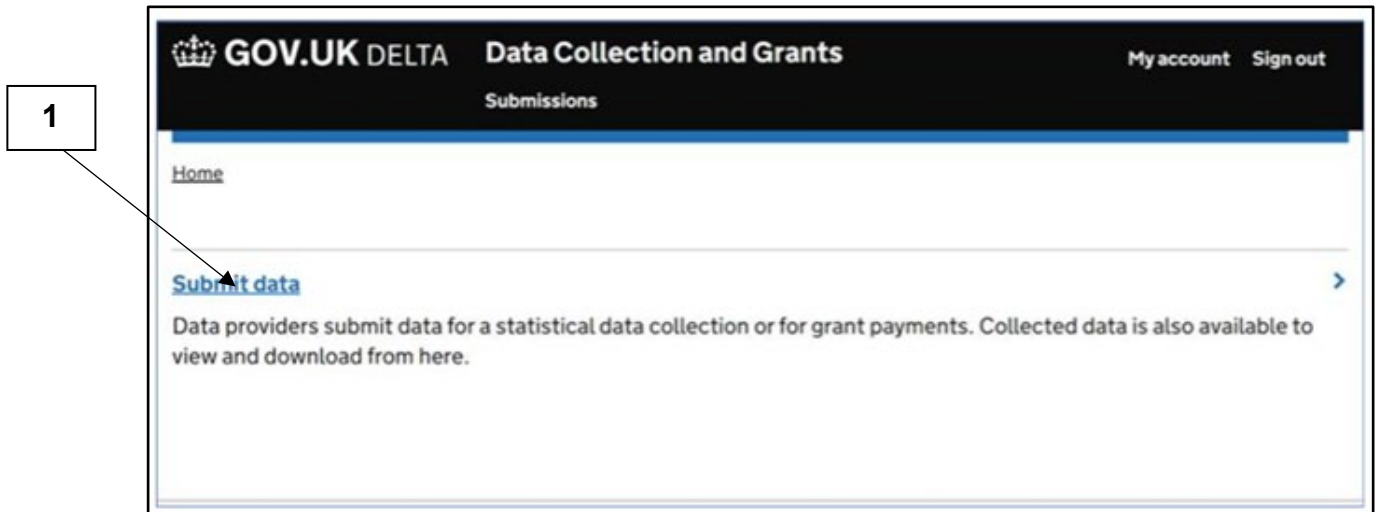 GOV.UK DELTA Data Collection and Grants My account Sign out
Submissions
1
Home
Submit data
Data providers submit data for a statistical data collection or for grant payments. Collected data is also available to
view and download from here.